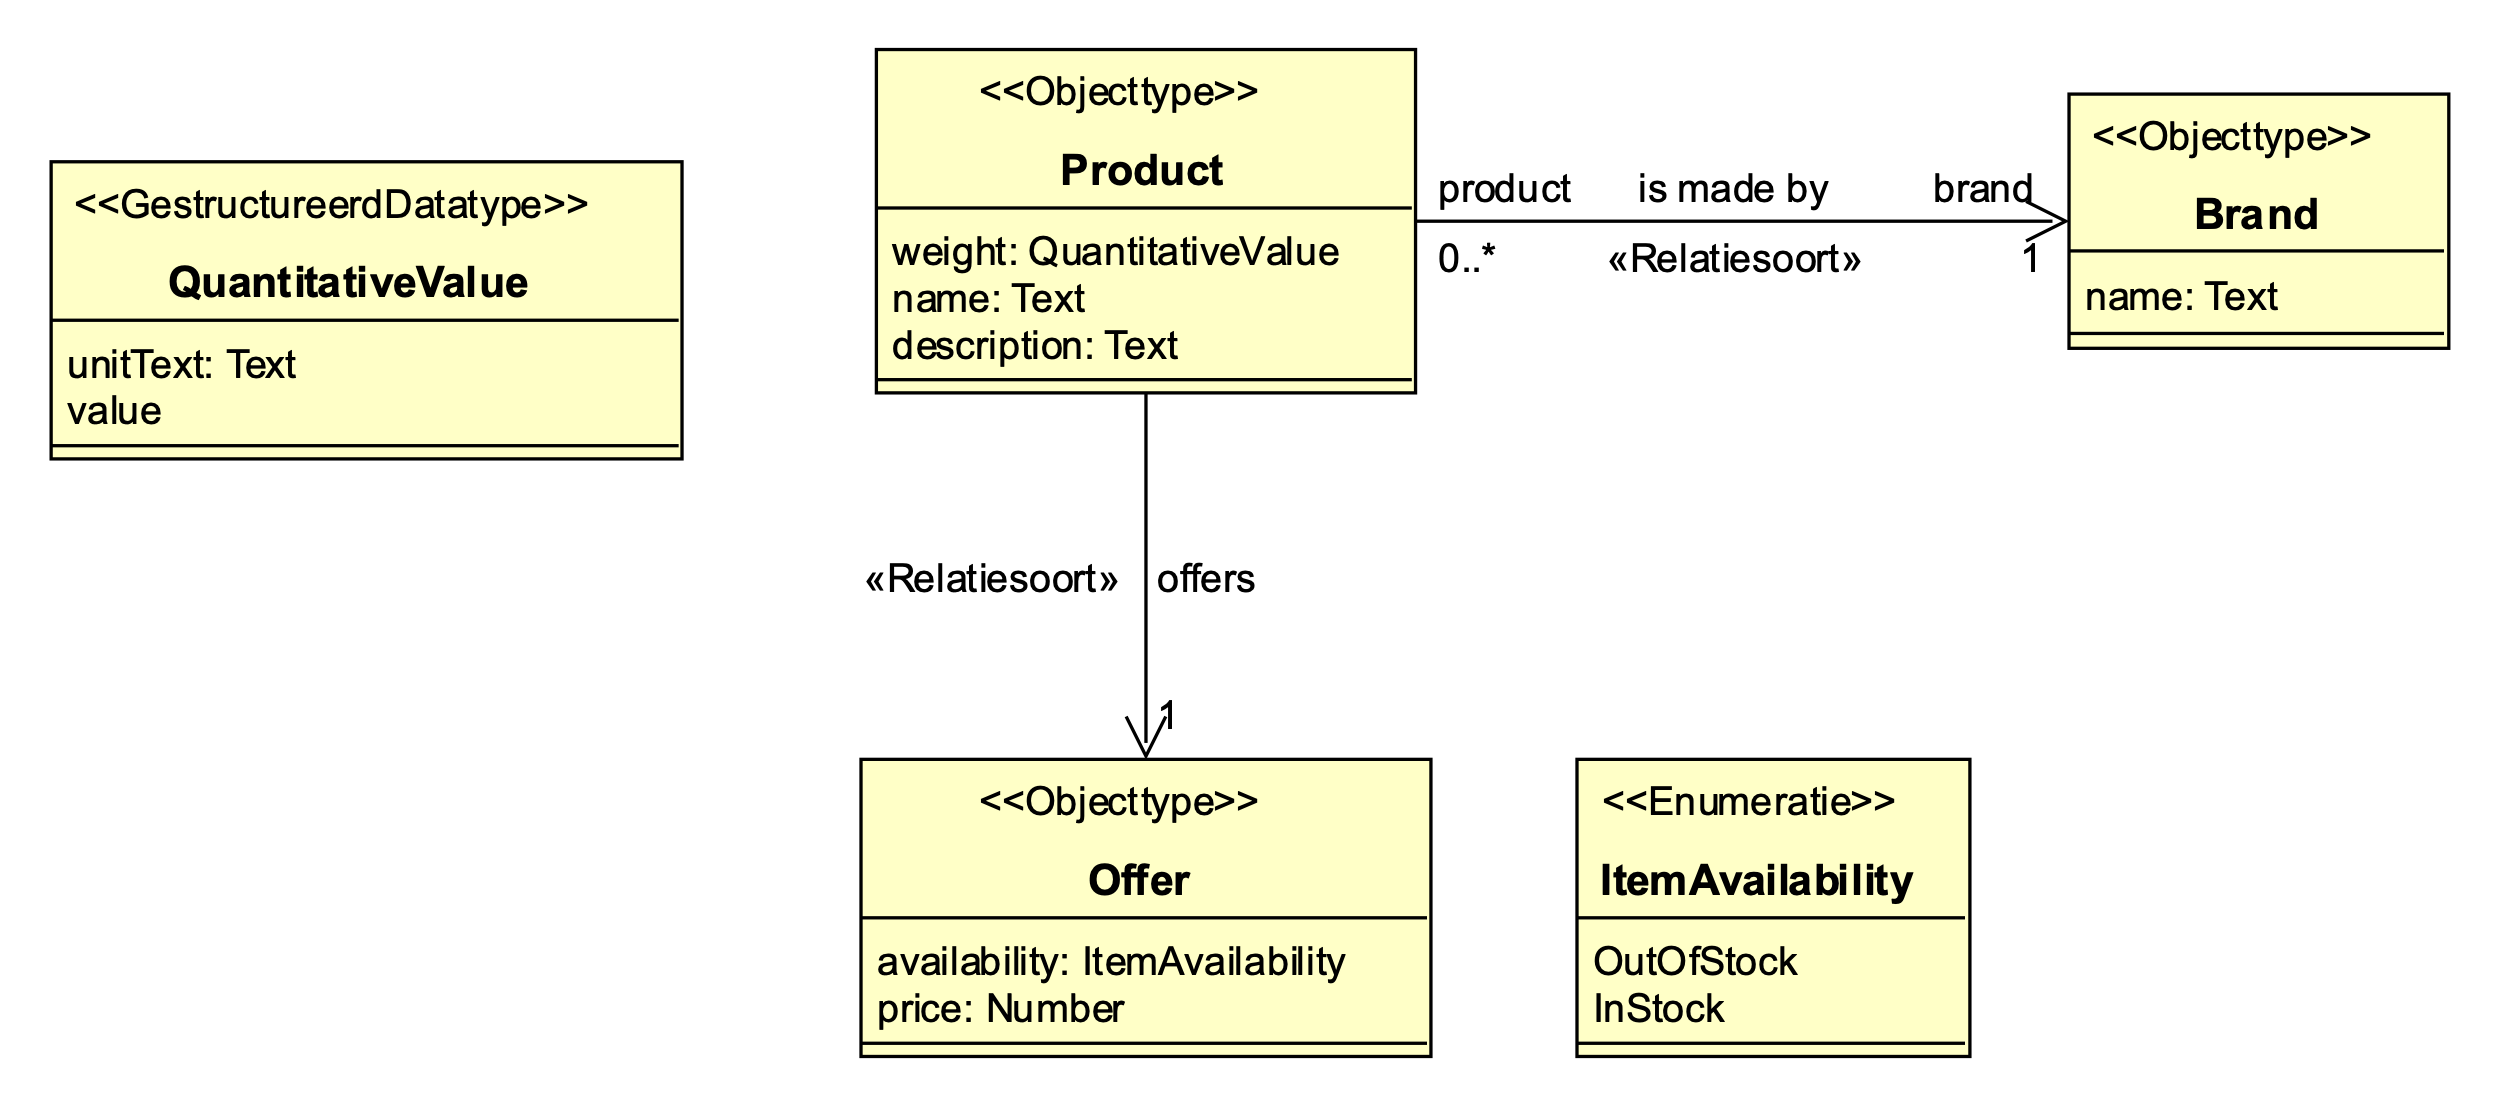 <<GestructureerdDatatype>>
QuantitativeValue
unitText: Text
value
<<Objecttype>>
Product
weight: QuantitativeValue
name: Text
description: Text
product
is made by
brand
0..*
«Relatiesoort»
1
<<Objecttype>>
Brand
name: Text
«Relatiesoort»
offers
1
<<Objecttype>>
Offer
availability: ItemAvailability
price: Number
<<Enumeratie>>
ItemAvailability
OutOfStock
InStock